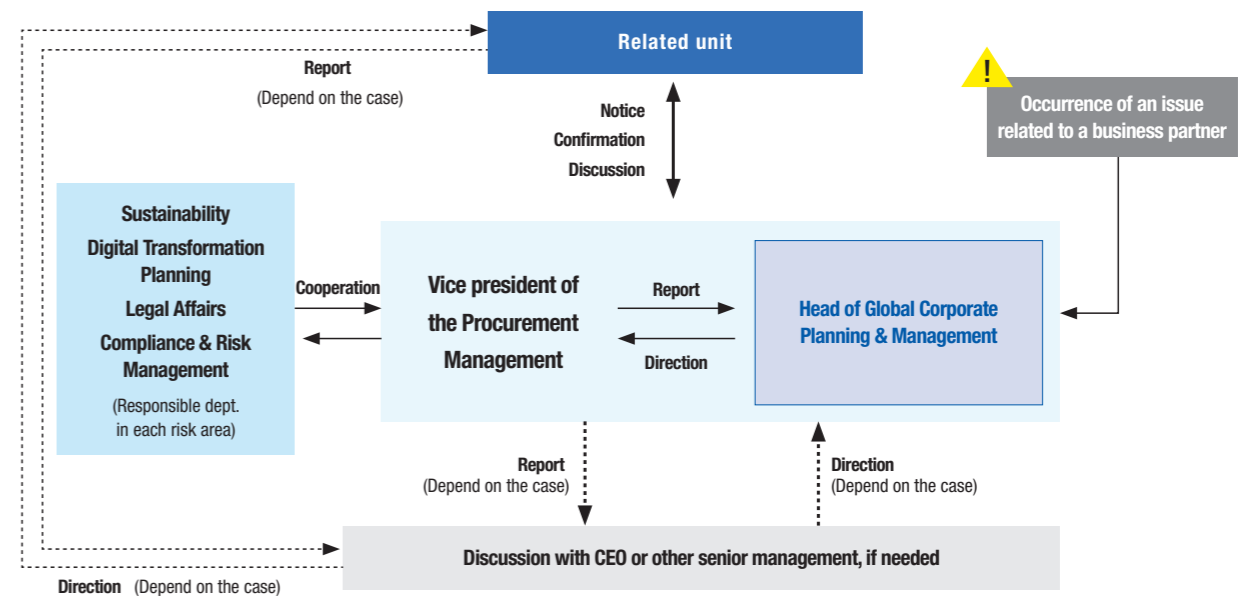 Related unit
Report
(Depend on the case)
!
Occurrence of an issue
related to a business partner
Notice
Confirmation
Discussion
Sustainability
Digital Transformation
Planning
Legal Affairs
Compliance & Risk
Management
(Responsible dept.
in each risk area)
Cooperation
Vice president of
the Procurement
Management
Report
Direction
Head of Global Corporate
Planning & Management
Report
(Depend on the case)
Direction
(Depend on the case)
Discussion with CEO or other senior management, if needed
Direction (Depend on the case)